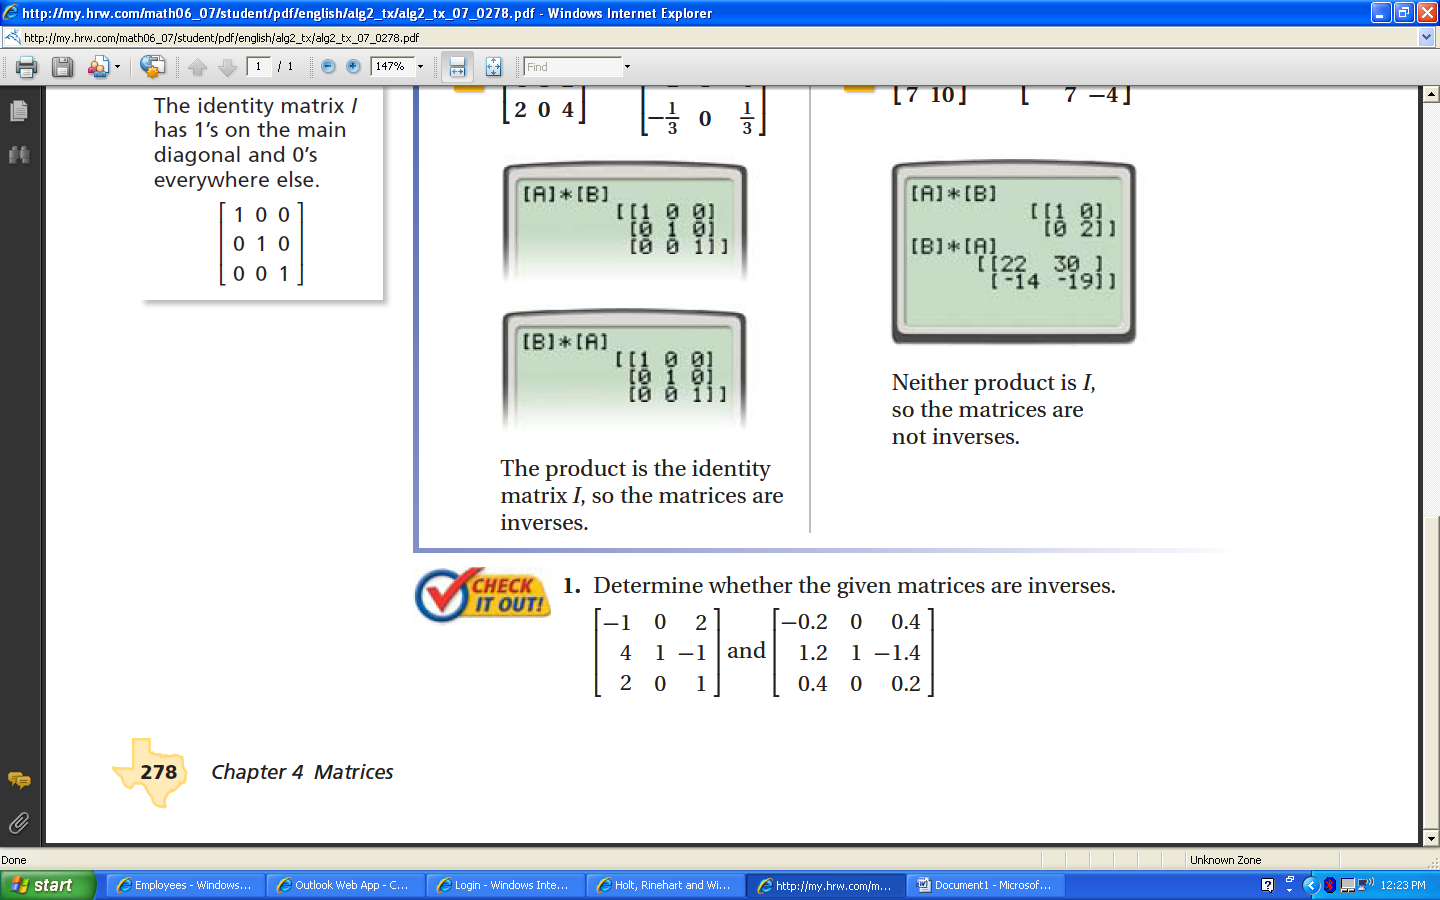 http://my.hrw.com/math06_07/student/pdf/english/alg2_tx/alg2_tx_07_0278.pdf - Windows Internet Explorer
http://my.hrw.com/math06_07/student/pdf/english/alg2_tx/alg2_tx_07_0278.pdf
1 / 1 147% Find
The identity matrix I
has 1's on the main
diagonal and 0's
everywhere else.
1 0 0
0 1 0
0 0 1
2 0 4
-1/3 0 1/3
[A]*[B]
[[1 0 0]
[0 1 0]
[0 0 1]]
[B]*[A]
[[1 0 0]
[0 1 0]
[0 0 1]]
The product is the identity
matrix I, so the matrices are
inverses.
7 10
7 −4
[A]*[B]
[[1 0]
[0 2]]
[B]*[A]
[[22 30 ]
[-14 -19]]
Neither product is I,
so the matrices are
not inverses.
CHECK
IT OUT!
1. Determine whether the given matrices are inverses.
[−1 0 2] [−0.2 0 0.4]
[4 1 −1] and [1.2 1 −1.4]
[2 0 1] [0.4 0 0.2]
278 Chapter 4 Matrices
Done Unknown Zone
start Employees - Windows... Outlook Web App - C... Login - Windows Inte... Holt, Rinehart and Wi... http://my.hrw.com/m... Document1 - Microsof... 12:23 PM